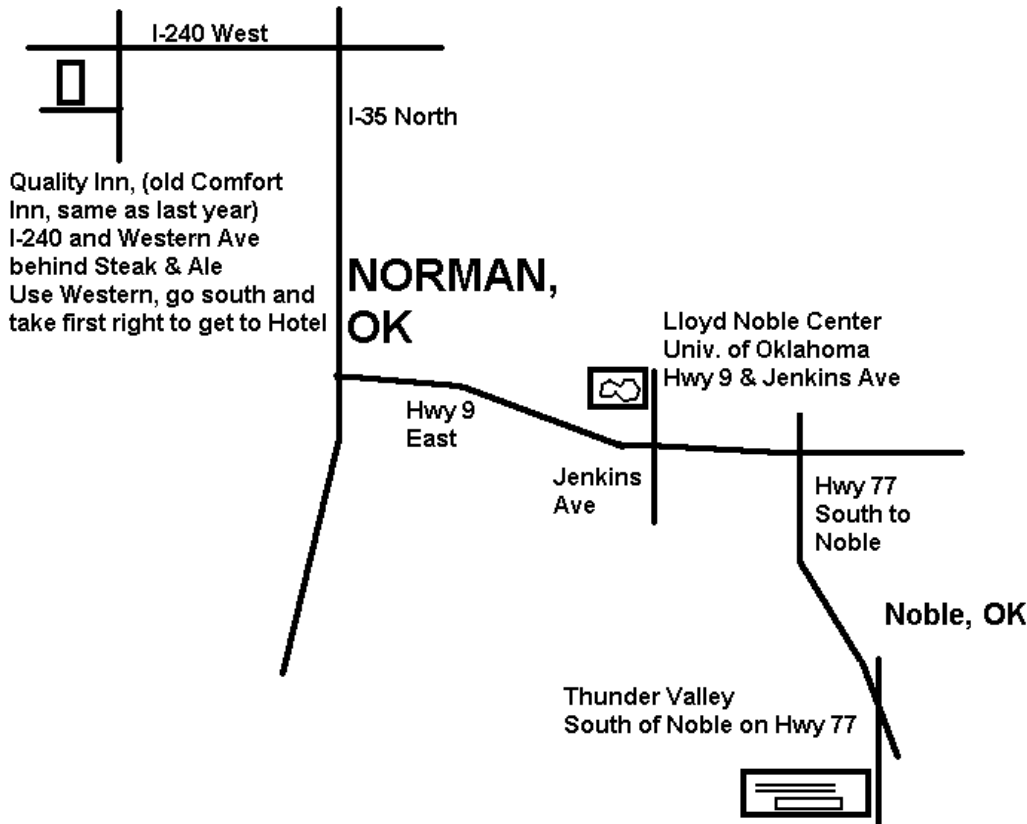 I-240 West
I-35 North
Quality Inn, (old Comfort
Inn, same as last year)
I-240 and Western Ave
behind Steak & Ale
Use Western, go south and
take first right to get to Hotel
NORMAN,
OK
Lloyd Noble Center
Univ. of Oklahoma
Hwy 9 & Jenkins Ave
Hwy 9
East
Jenkins
Ave
Hwy 77
South to
Noble
Noble, OK
Thunder Valley
South of Noble on Hwy 77